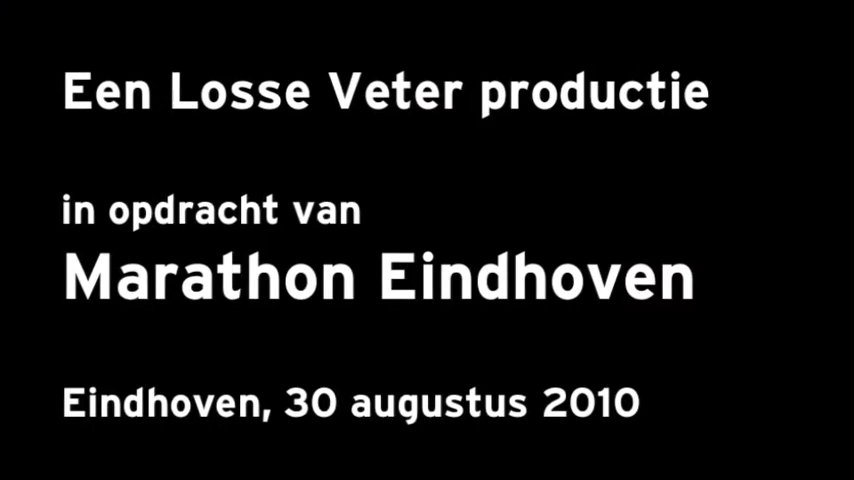 Een Losse Veter productie
in opdracht van
Marathon Eindhoven
Eindhoven, 30 augustus 2010